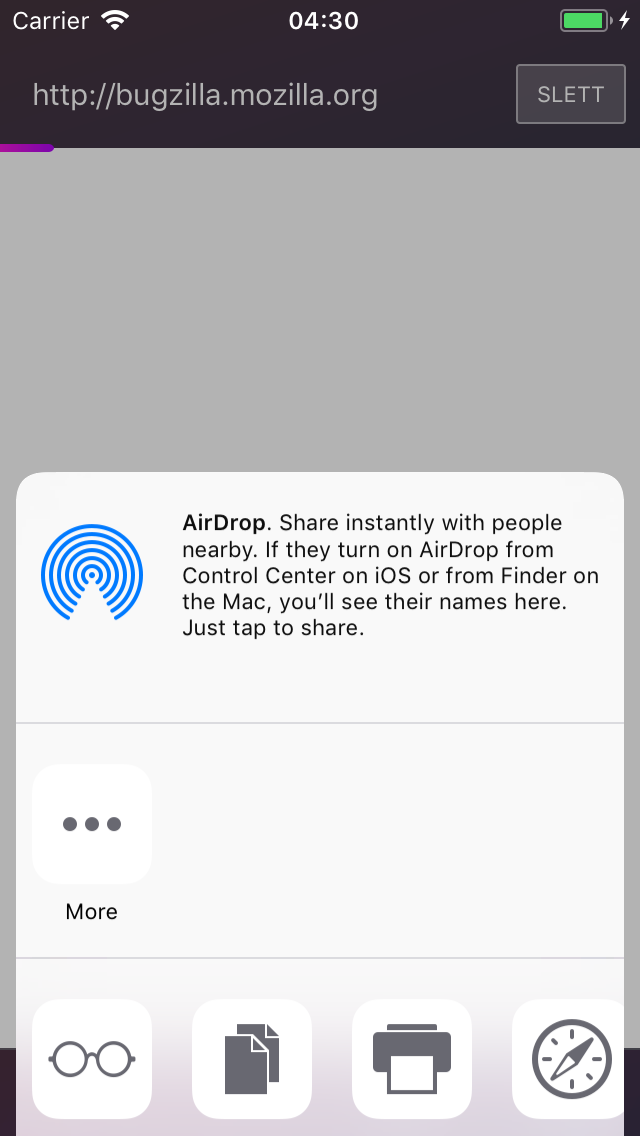 Carrier 04:30
http://bugzilla.mozilla.org SLETT
AirDrop. Share instantly with people
nearby. If they turn on AirDrop from
Control Center on iOS or from Finder on
the Mac, you’ll see their names here.
Just tap to share.
More